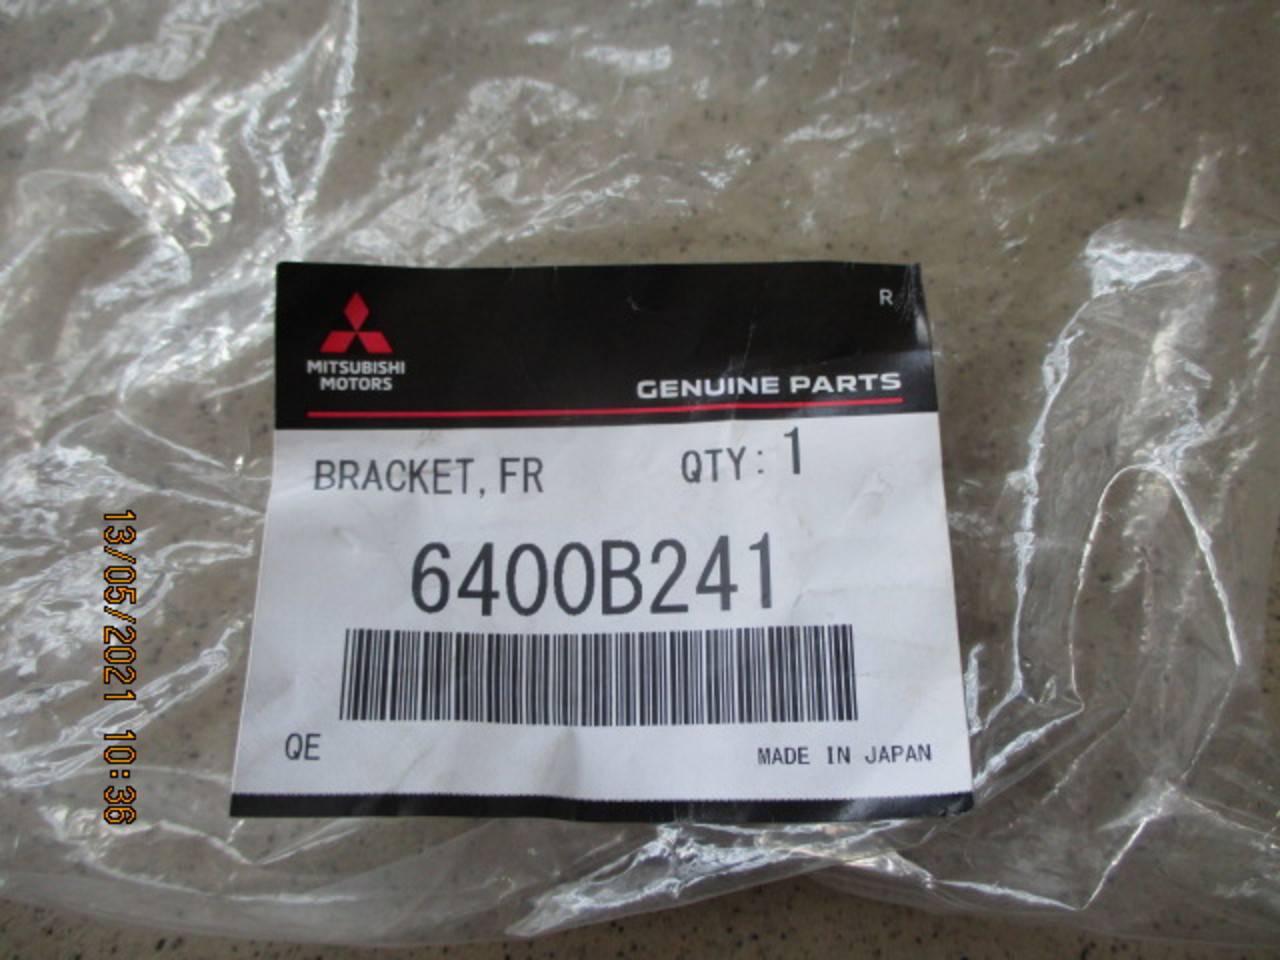 R
MITSUBISHI
MOTORS
GENUINE PARTS
BRACKET, FR QTY: 1
6400B241
QE MADE IN JAPAN
13/05/2021 10:36